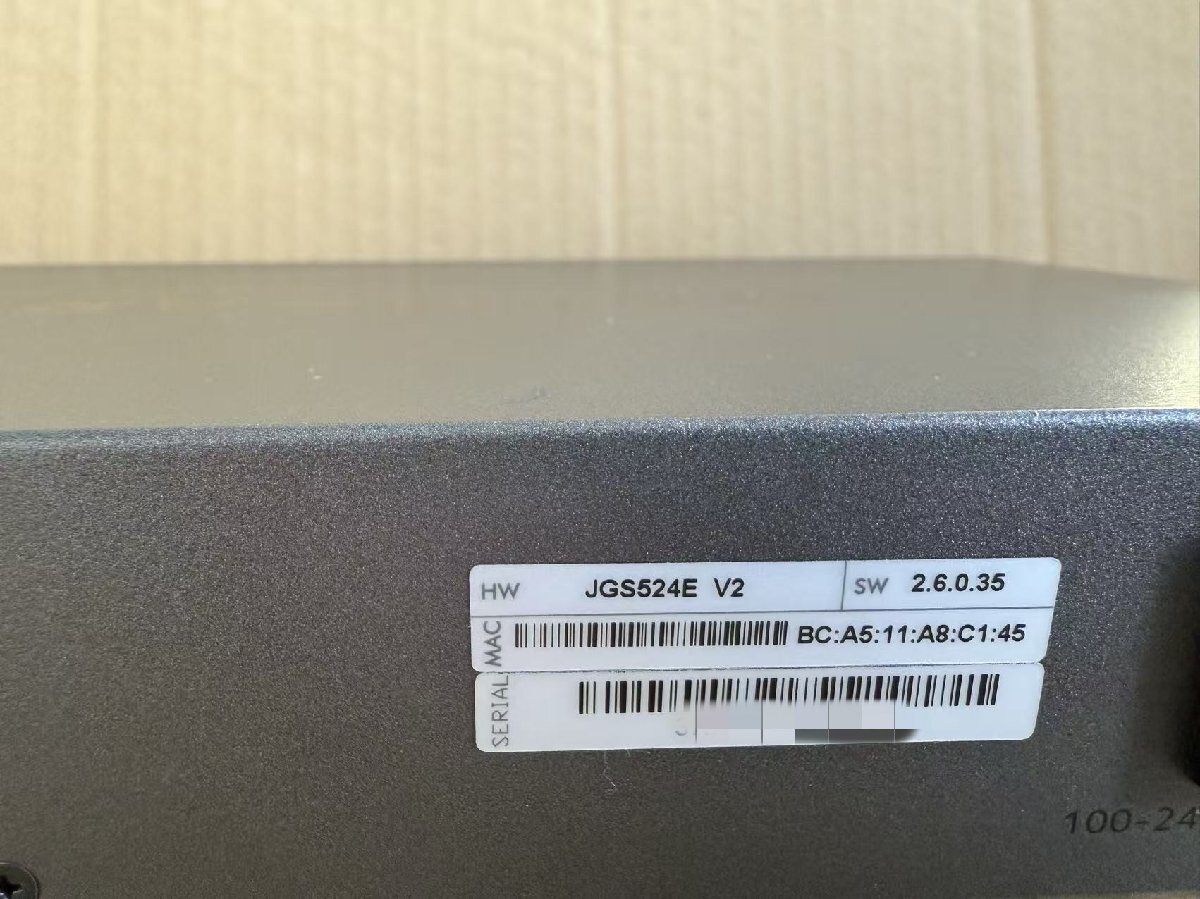 HW JGS524E V2 SW 2.6.0.35
MAC BC:A5:11:A8:C1:45
SERIAL
100-24